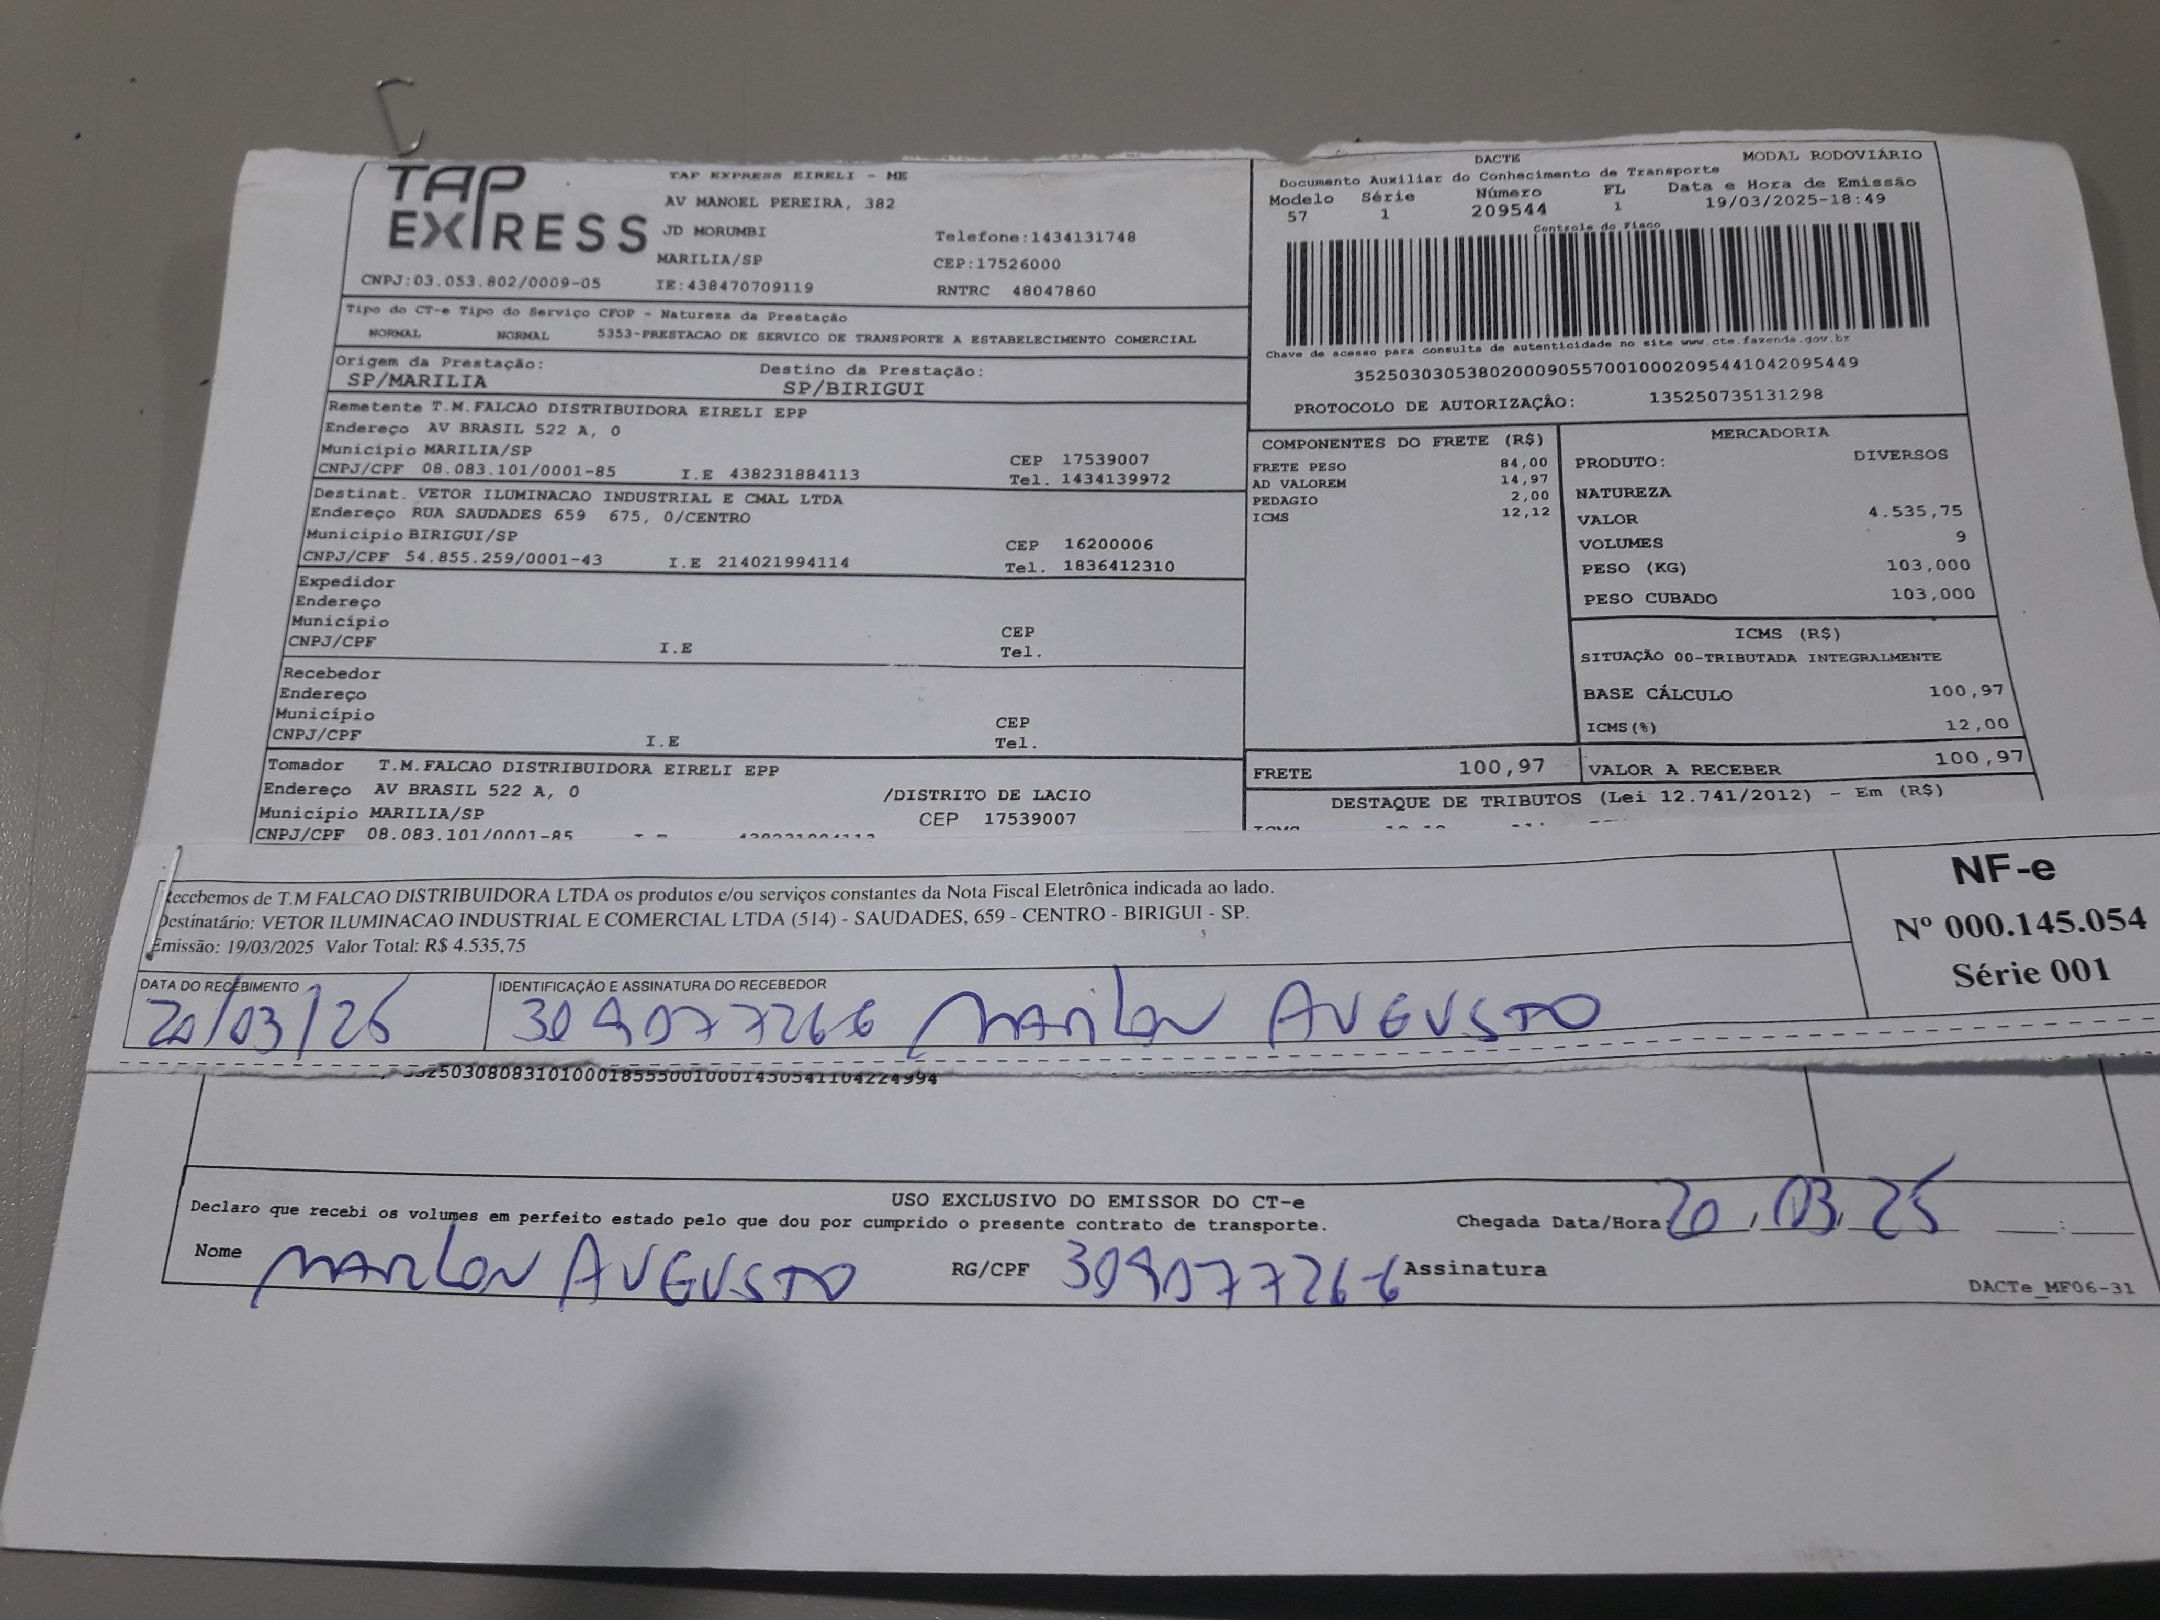 TAP EXPRESS
TAP EXPRESS EIRELI - ME
AV MANOEL PEREIRA, 382
JD MORUMBI
Telefone:1434131748
MARILIA/SP
CEP:17526000
CNPJ:03.053.802/0009-05
IE:438470709119
RNTRC 48047860
Tipo do CT-e Tipo do Serviço CFOP - Natureza da Prestação
NORMAL NORMAL 5353-PRESTACAO DE SERVICO DE TRANSPORTE A ESTABELECIMENTO COMERCIAL
Origem da Prestação: Destino da Prestação:
SP/MARILIA SP/BIRIGUI
Remetente T.M.FALCAO DISTRIBUIDORA EIRELI EPP
Endereço AV BRASIL 522 A, 0
Município MARILIA/SP CEP 17539007
CNPJ/CPF 08.083.101/0001-85 I.E 438231884113 Tel. 1434139972
Destinat. VETOR ILUMINACAO INDUSTRIAL E CMAL LTDA
Endereço RUA SAUDADES 659 675, 0/CENTRO
Município BIRIGUI/SP CEP 16200006
CNPJ/CPF 54.855.259/0001-43 I.E 214021994114 Tel. 1836412310
Expedidor
Endereço
Município CEP
CNPJ/CPF I.E Tel.
Recebedor
Endereço
Município CEP
CNPJ/CPF I.E Tel.
Tomador T.M.FALCAO DISTRIBUIDORA EIRELI EPP
Endereço AV BRASIL 522 A, 0 /DISTRITO DE LACIO
Município MARILIA/SP CEP 17539007
CNPJ/CPF 08.083.101/0001-85
DACTE MODAL RODOVIÁRIO
Documento Auxiliar do Conhecimento de Transporte
Modelo Série Número FL Data e Hora de Emissão
57 1 209544 1 19/03/2025-18:49
Controle do Fisco
Chave de acesso para consulta de autenticidade no site www.cte.fazenda.gov.br
35250303053802000905570010002095441042095449
PROTOCOLO DE AUTORIZAÇÃO: 135250735131298
COMPONENTES DO FRETE (R$)
FRETE PESO 84,00
AD VALOREM 14,97
PEDAGIO 2,00
ICMS 12,12
MERCADORIA
PRODUTO: DIVERSOS
NATUREZA
VALOR 4.535,75
VOLUMES 9
PESO (KG) 103,000
PESO CUBADO 103,000
ICMS (R$)
SITUAÇÃO 00-TRIBUTADA INTEGRALMENTE
BASE CÁLCULO 100,97
ICMS(%) 12,00
FRETE 100,97 VALOR A RECEBER 100,97
DESTAQUE DE TRIBUTOS (Lei 12.741/2012) - Em (R$)
Recebemos de T.M FALCAO DISTRIBUIDORA LTDA os produtos e/ou serviços constantes da Nota Fiscal Eletrônica indicada ao lado.
Destinatário: VETOR ILUMINACAO INDUSTRIAL E COMERCIAL LTDA (514) - SAUDADES, 659 - CENTRO - BIRIGUI - SP.
Emissão: 19/03/2025 Valor Total: R$ 4.535,75
NF-e
Nº 000.145.054
Série 001
DATA DO RECEBIMENTO IDENTIFICAÇÃO E ASSINATURA DO RECEBEDOR
20/03/25 309077266 MARLON AUGUSTO
USO EXCLUSIVO DO EMISSOR DO CT-e
Declaro que recebi os volumes em perfeito estado pelo que dou por cumprido o presente contrato de transporte.
Chegada Data/Hora: 20/03/25 :
Nome MARLON AUGUSTO RG/CPF 30907726-6 Assinatura
DACTe_MF06-31